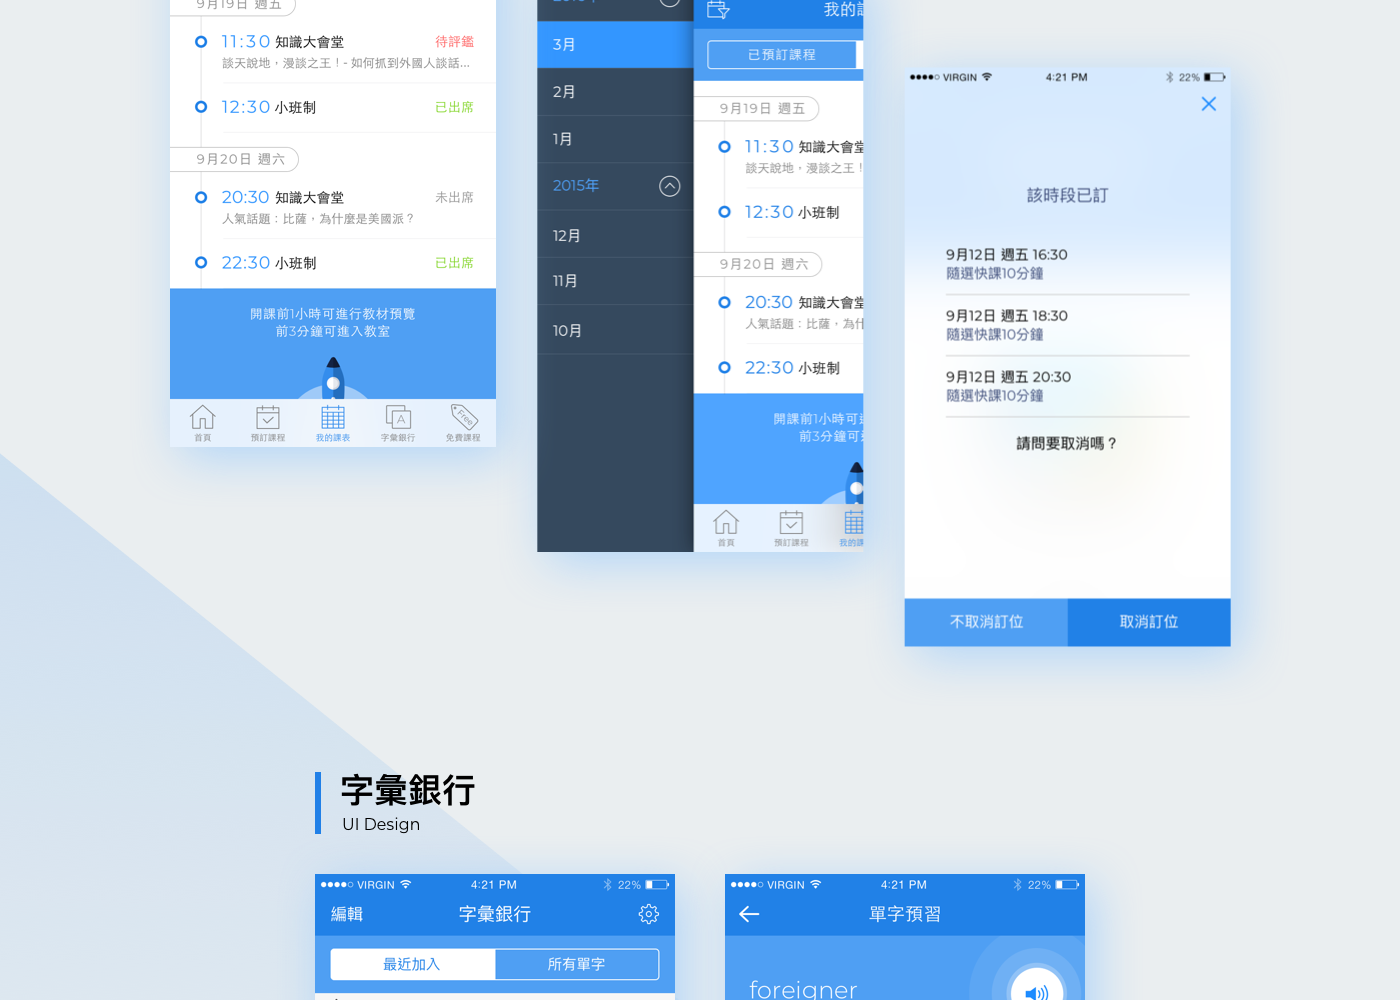 9月19日 週五
11:30 知識大會堂 待評鑑
談天說地，漫談之王！- 如何抓到外國人談話...
12:30 小班制 已出席
9月20日 週六
20:30 知識大會堂 未出席
人氣話題：比薩，為什麼是美國派？
22:30 小班制 已出席
開課前1小時可進行教材預覽
前3分鐘可進入教室
首頁 預訂課程 我的課表 字彙銀行 免費課程
A
Free
3月
2月
1月
2015年
12月
11月
10月
我的
已預訂課程
9月19日 週五
11:30 知識大會堂
談天說地，漫談之王！
12:30 小班制
9月20日 週六
20:30 知識大會堂
人氣話題：比薩，為什
22:30 小班制
開課前1小時可
前3分鐘可
首頁 預訂課程 我的課
VIRGIN 4:21 PM 22%
該時段已訂
9月12日 週五 16:30
隨選快課10分鐘
9月12日 週五 18:30
隨選快課10分鐘
9月12日 週五 20:30
隨選快課10分鐘
請問要取消嗎？
不取消訂位 取消訂位
字彙銀行
UI Design
VIRGIN 4:21 PM 22%
編輯 字彙銀行
最近加入 所有單字
VIRGIN 4:21 PM 22%
單字預習
foreigner